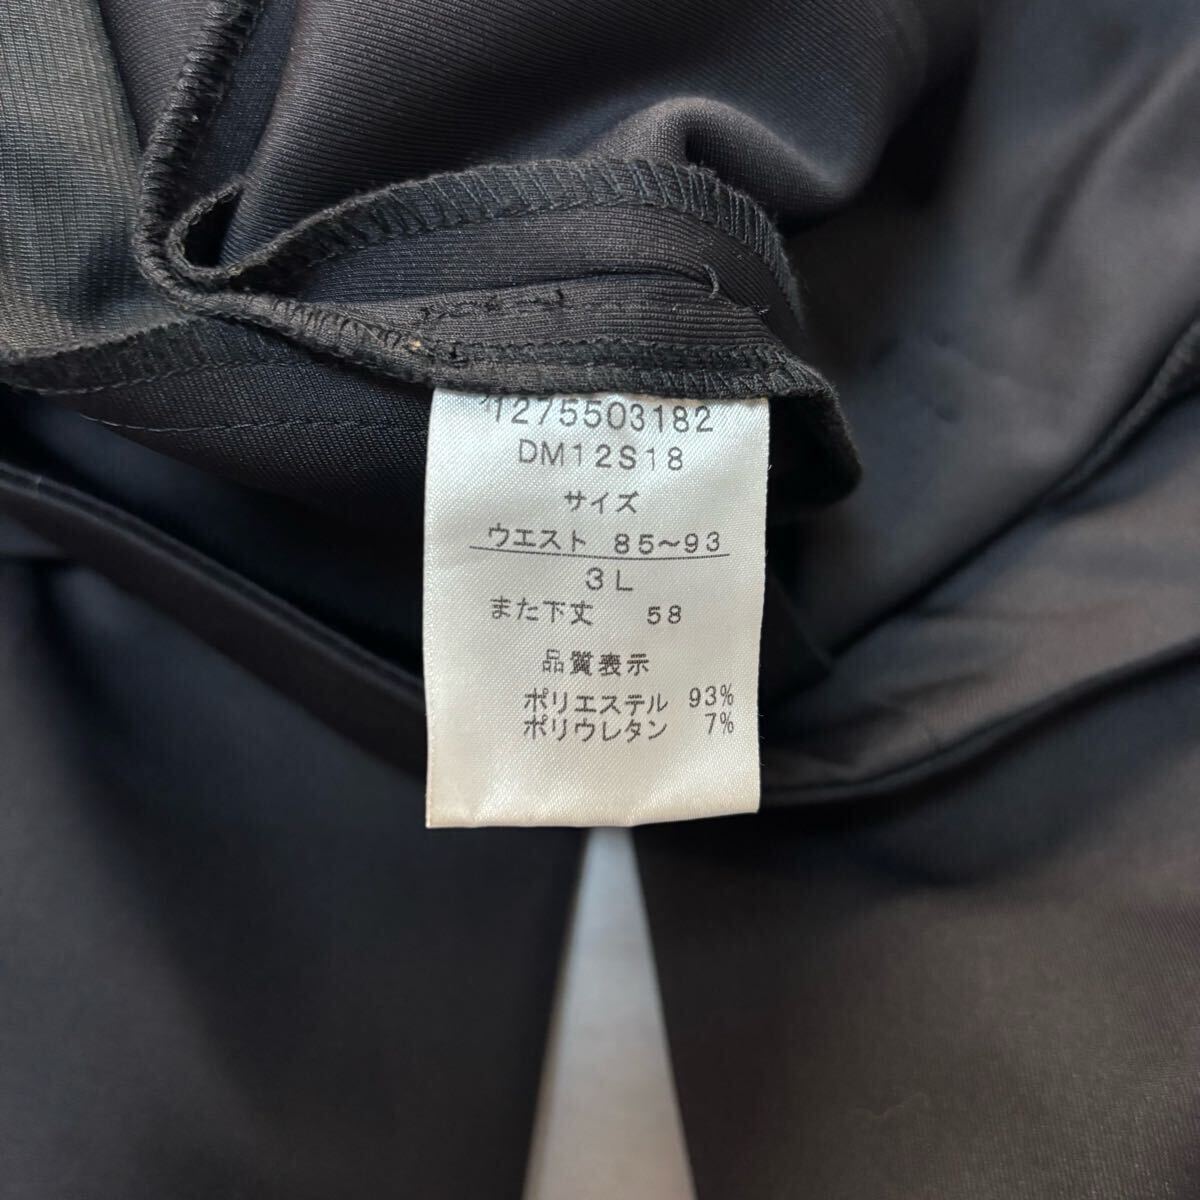 275503182
DM12S18
サイズ
ウエスト 85~93
3L
また下丈 58
品質表示
ポリエステル 93%
ポリウレタン 7%